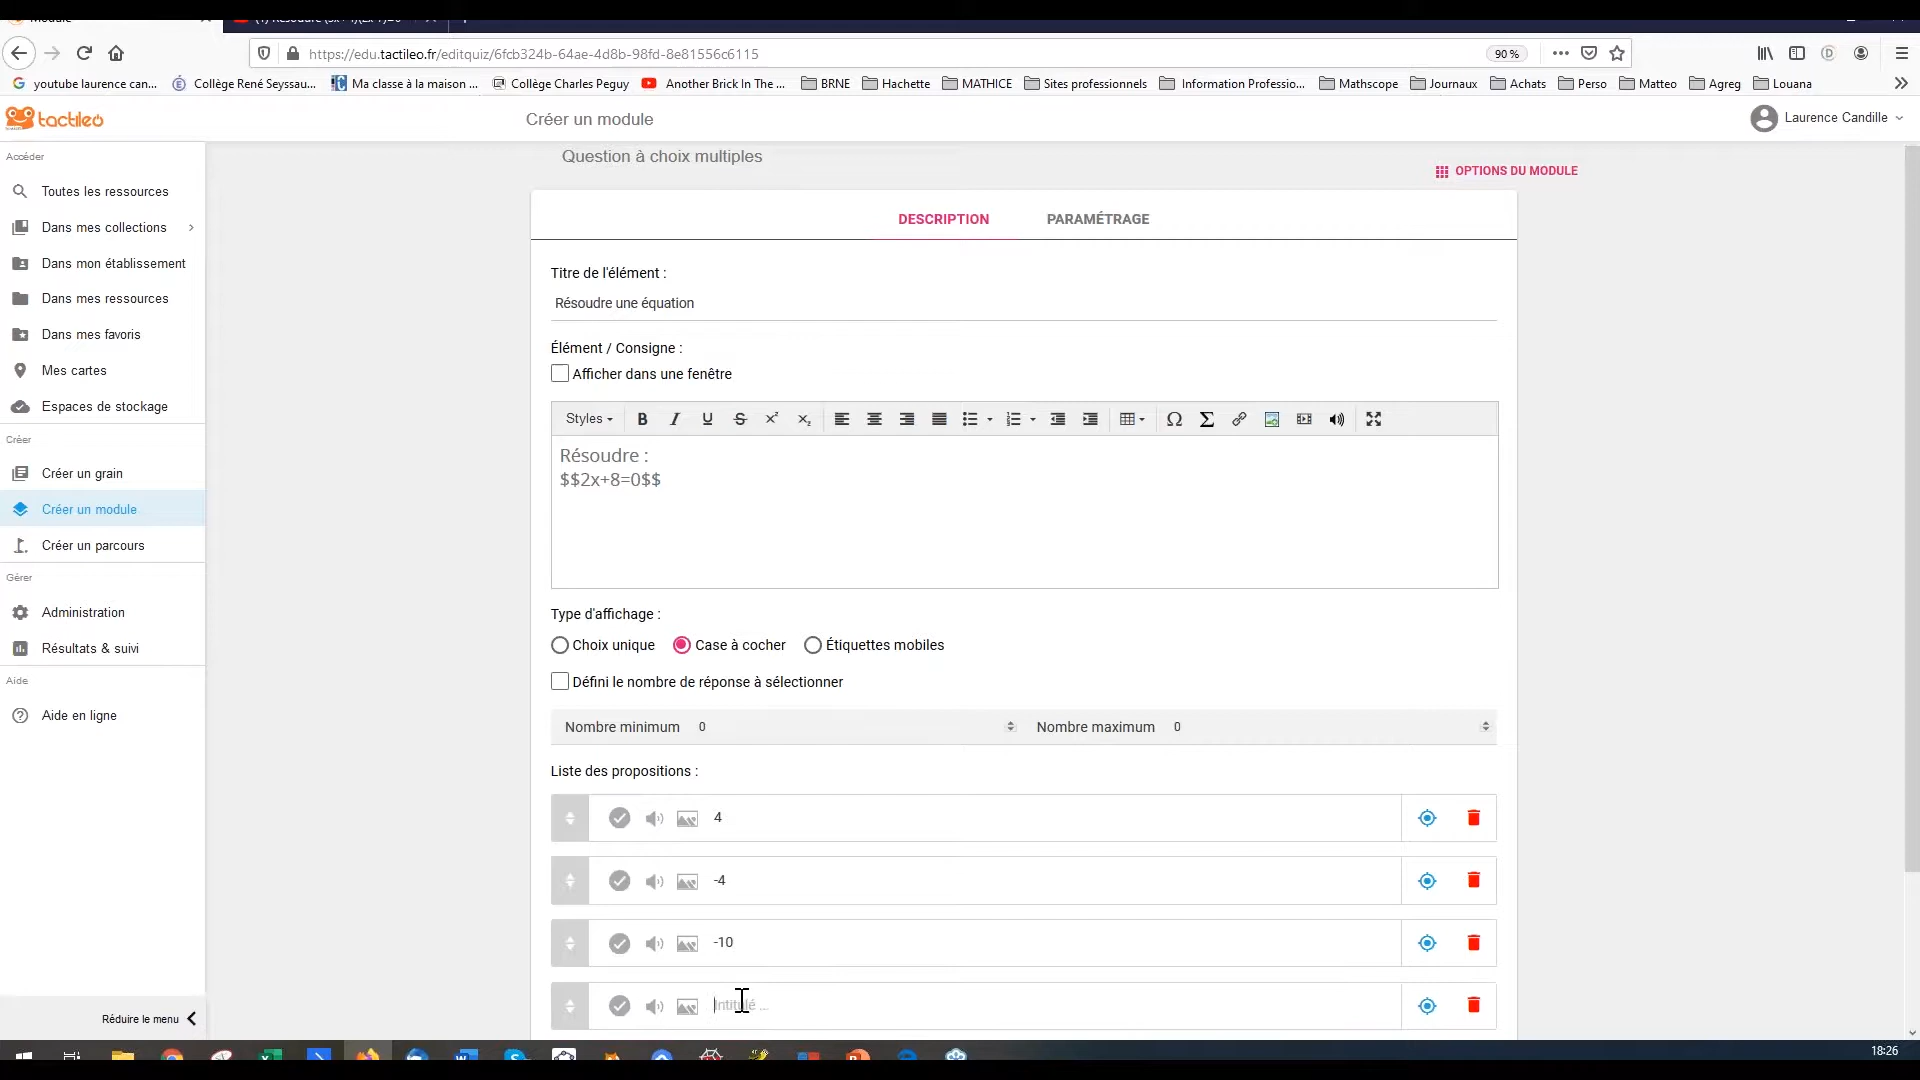 https://edu.tactileo.fr/editquiz/6fcb324b-64ae-4d8b-98fd-8e81556c6115
90 %
youtube laurence can...
Collège René Seyssau...
Ma classe à la maison ...
Collège Charles Peguy
Another Brick In The ...
BRNE
Hachette
MATHICE
Sites professionnels
Information Professio...
Mathscope
Journaux
Achats
Perso
Matteo
Agreg
Louana
tactileo
Créer un module
Laurence Candille
Accéder
Toutes les ressources
Dans mes collections
Dans mon établissement
Dans mes ressources
Dans mes favoris
Mes cartes
Espaces de stockage
Créer
Créer un grain
Créer un module
Créer un parcours
Gérer
Administration
Résultats & suivi
Aide
Aide en ligne
Réduire le menu
Question à choix multiples
OPTIONS DU MODULE
DESCRIPTION
PARAMÉTRAGE
Titre de l'élément :
Résoudre une équation
Élément / Consigne :
Afficher dans une fenêtre
Styles
Résoudre :
$$2x+8=0$$
Type d'affichage :
Choix unique
Case à cocher
Étiquettes mobiles
Défini le nombre de réponse à sélectionner
Nombre minimum 0
Nombre maximum 0
Liste des propositions :
4
-4
-10
Intitulé ...
18:26